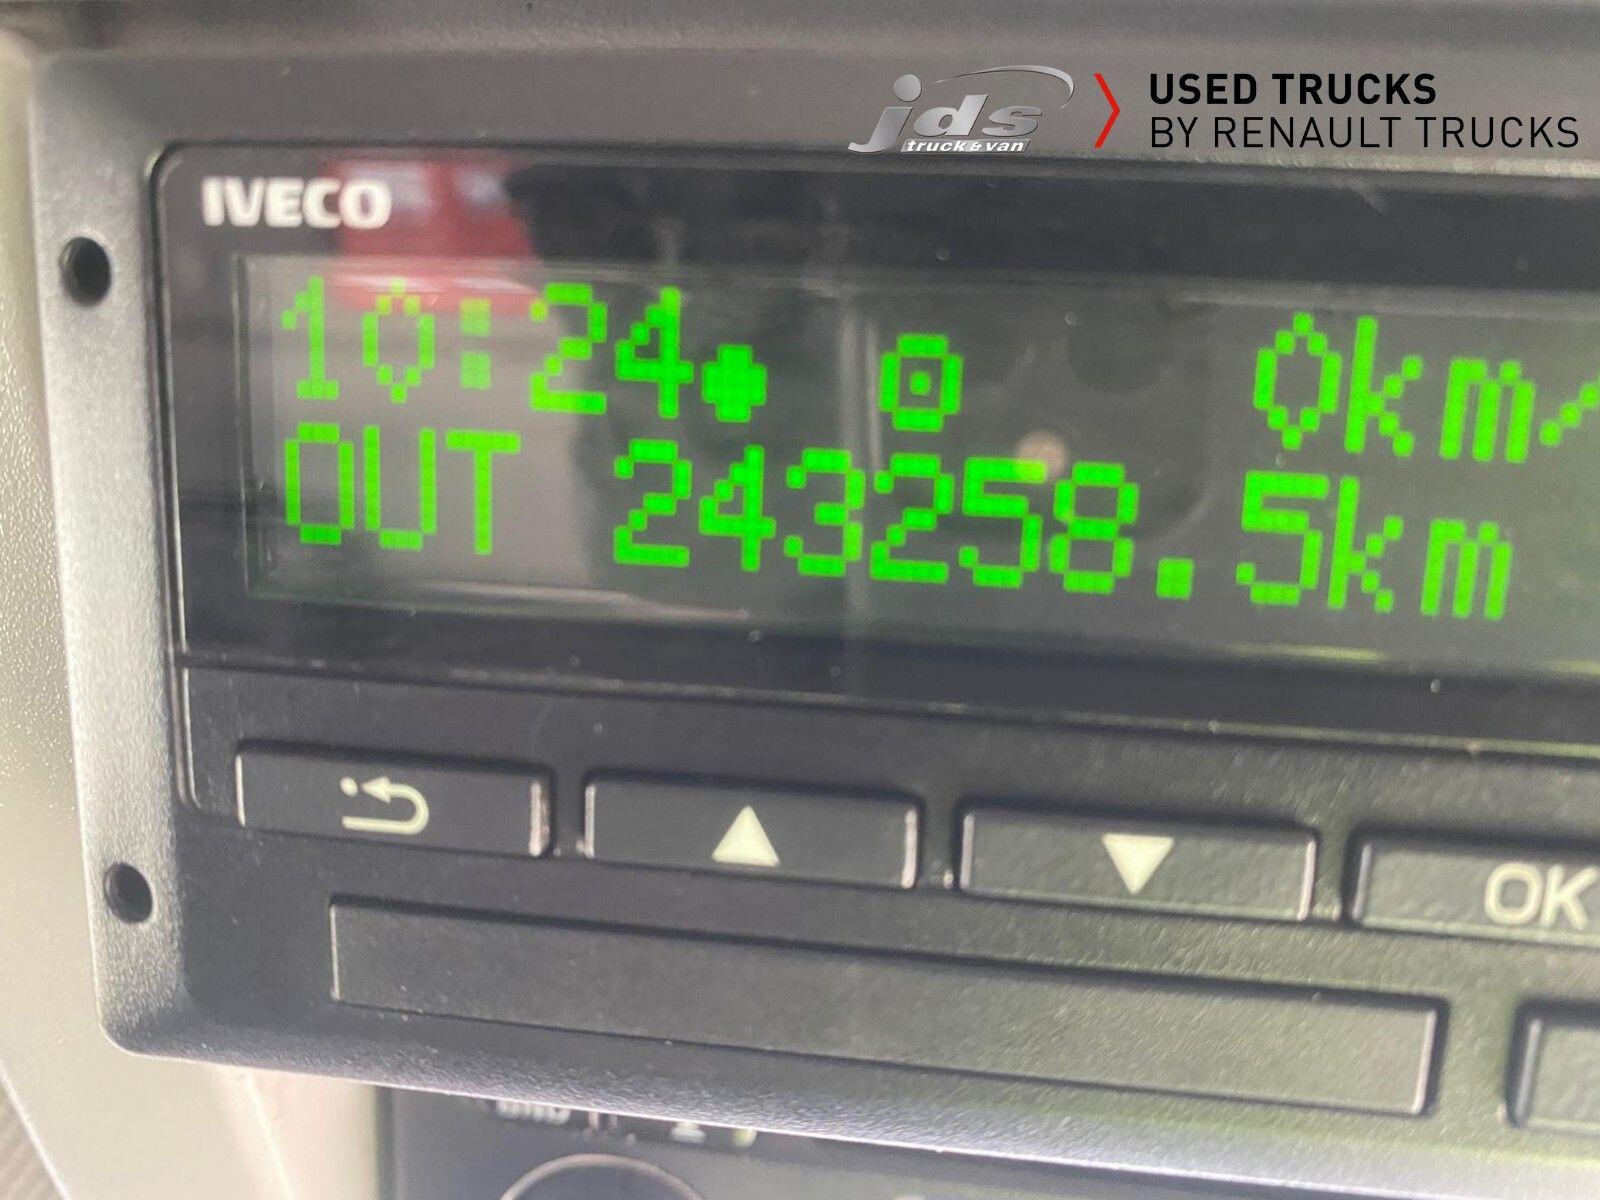 jds
truck & van
USED TRUCKS
BY RENAULT TRUCKS
IVECO
10:24 0km/
OUT 243258.5km
OK